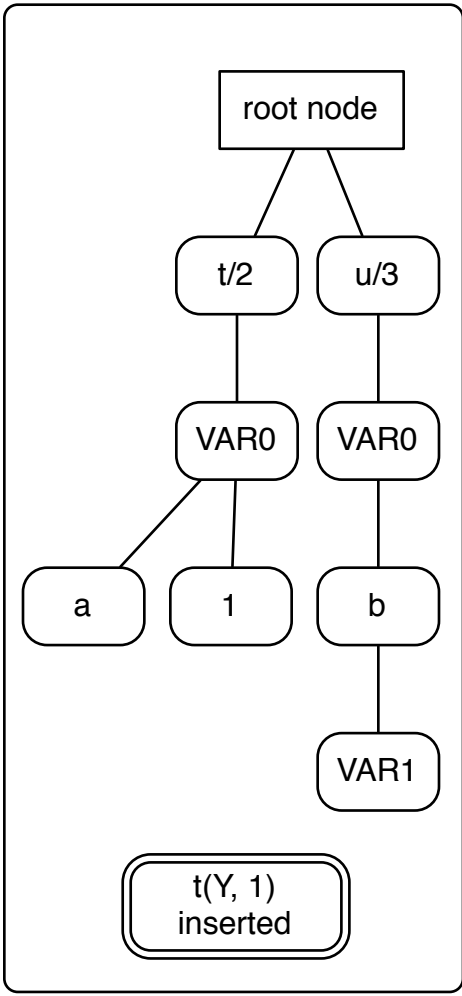 root node
t/2
u/3
VAR0
VAR0
a
1
b
VAR1
t(Y, 1)
inserted